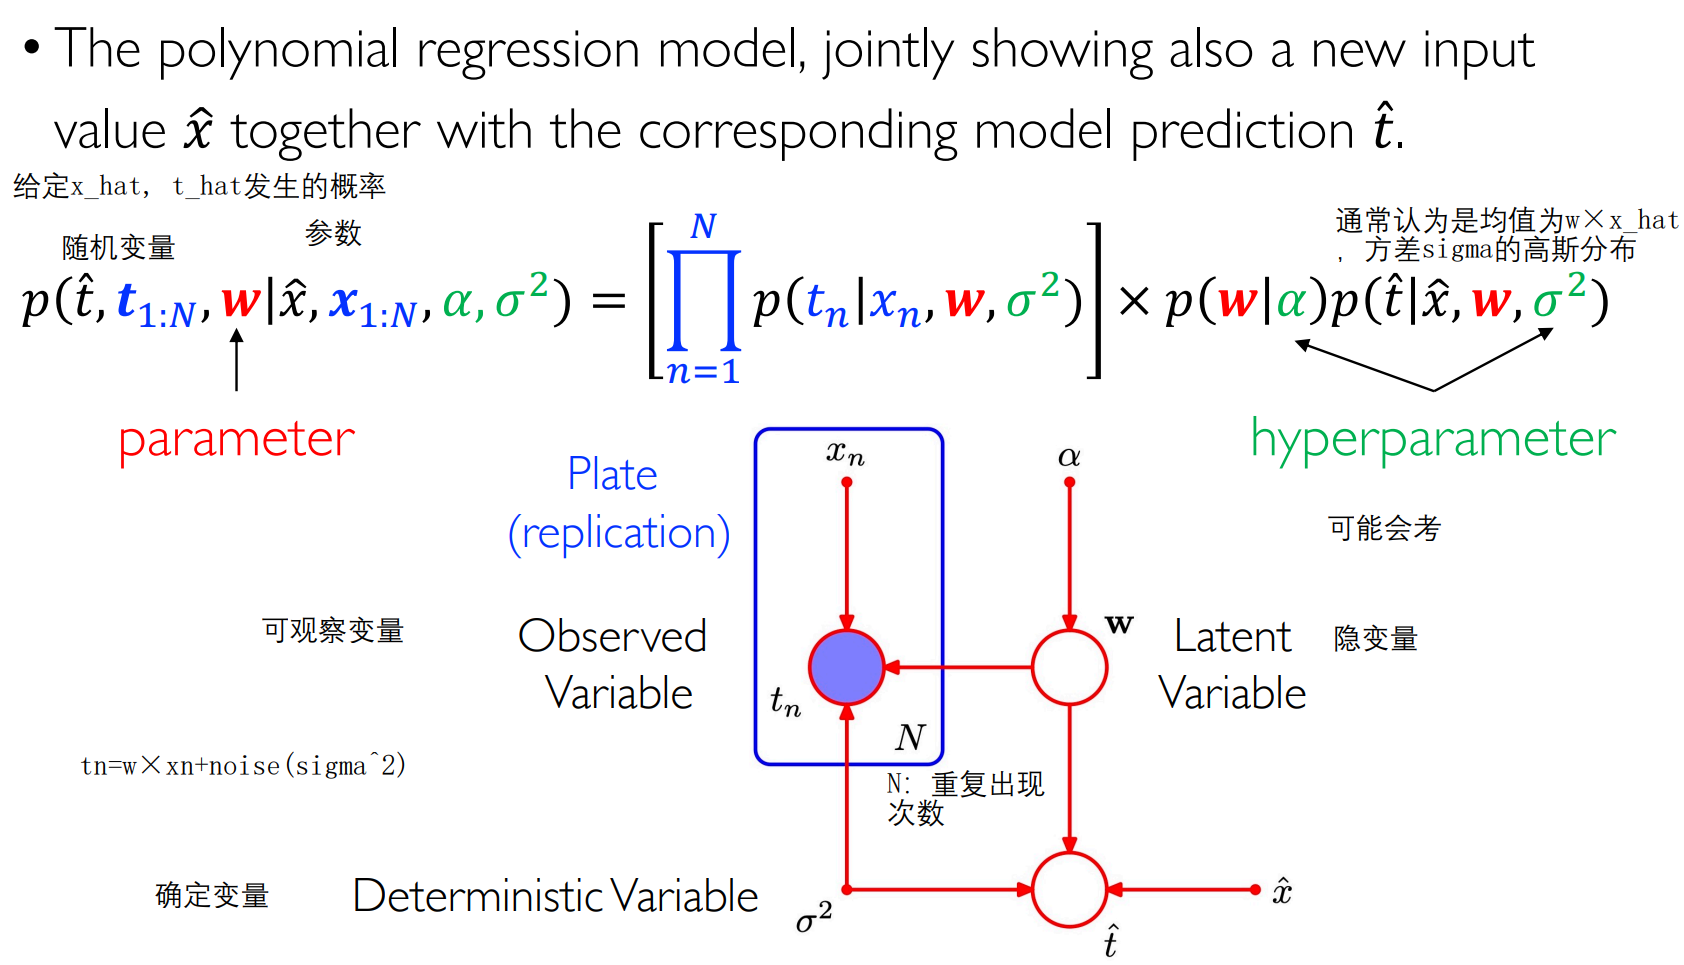 • The polynomial regression model, jointly showing also a new input
value x̂ together with the corresponding model prediction t̂.
给定x_hat, t_hat发生的概率
随机变量
参数
通常认为是均值为w×x_hat
, 方差sigma的高斯分布
p(t̂, t₁:N, w|x̂, x₁:N, α, σ²) = [∏ₙ₌₁ᴺ p(tₙ|xₙ, w, σ²)] × p(w|α)p(t̂|x̂, w, σ²)
parameter
hyperparameter
Plate
(replication)
xₙ
α
可能会考
可观察变量
Observed
Variable
tₙ
N
w
Latent
Variable
隐变量
tn=w×xn+noise(sigma^2)
N: 重复出现
次数
确定变量
Deterministic Variable
σ²
x̂
t̂